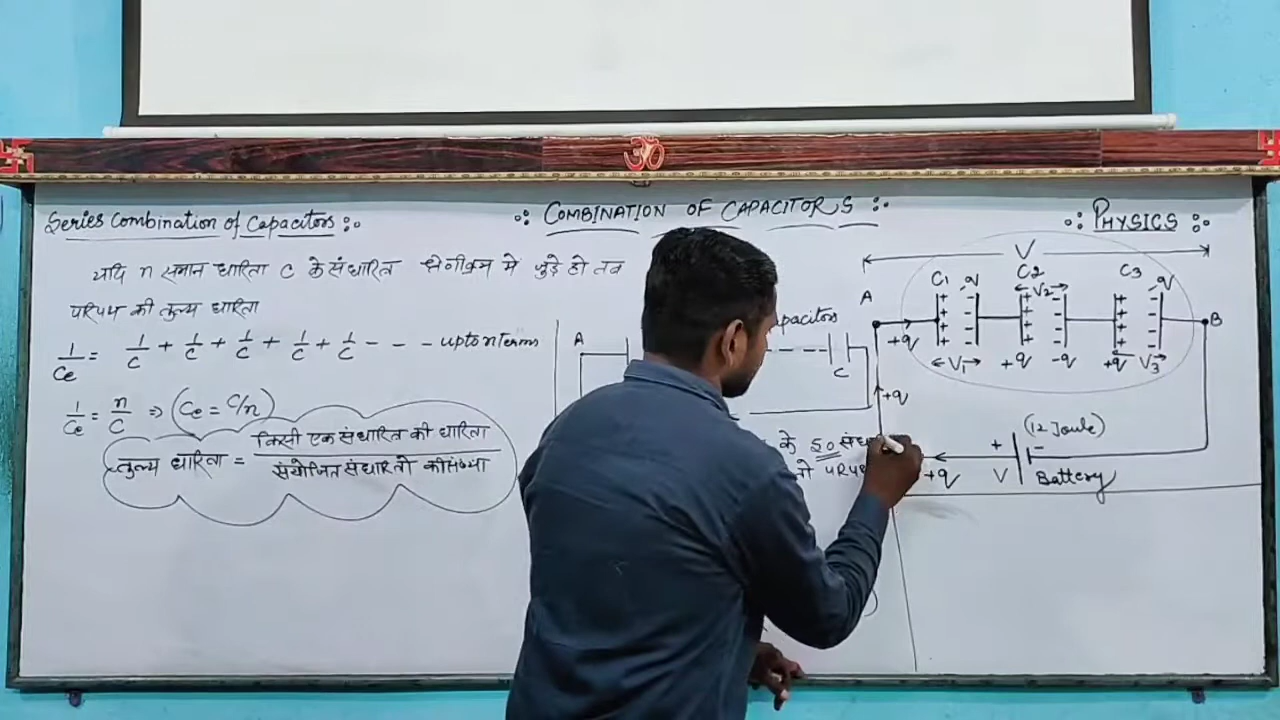 Series Combination of Capacitors :•
•: COMBINATION OF CAPACITORS :•
•: PHYSICS :•
यदि n समान धारिता C के संधारित्र श्रेणीक्रम मे जुड़े हो तब
परिपथ की तुल्य धारिता
1/Ce = 1/C + 1/C + 1/C + 1/C + 1/C - - - upto n terms
1/Ce = n/C ⇒ (Ce = C/n)
तुल्य धारिता = किसी एक संधारित्र की धारिता / संयोजित संधारित्रो की संख्या
A
C
के 50
V
C1 -q C2 C3 -q
V2
A
B
+q
V1 +q -q +q V3
+q
(12 Joule)
+ -
+q V Battery
ॐ